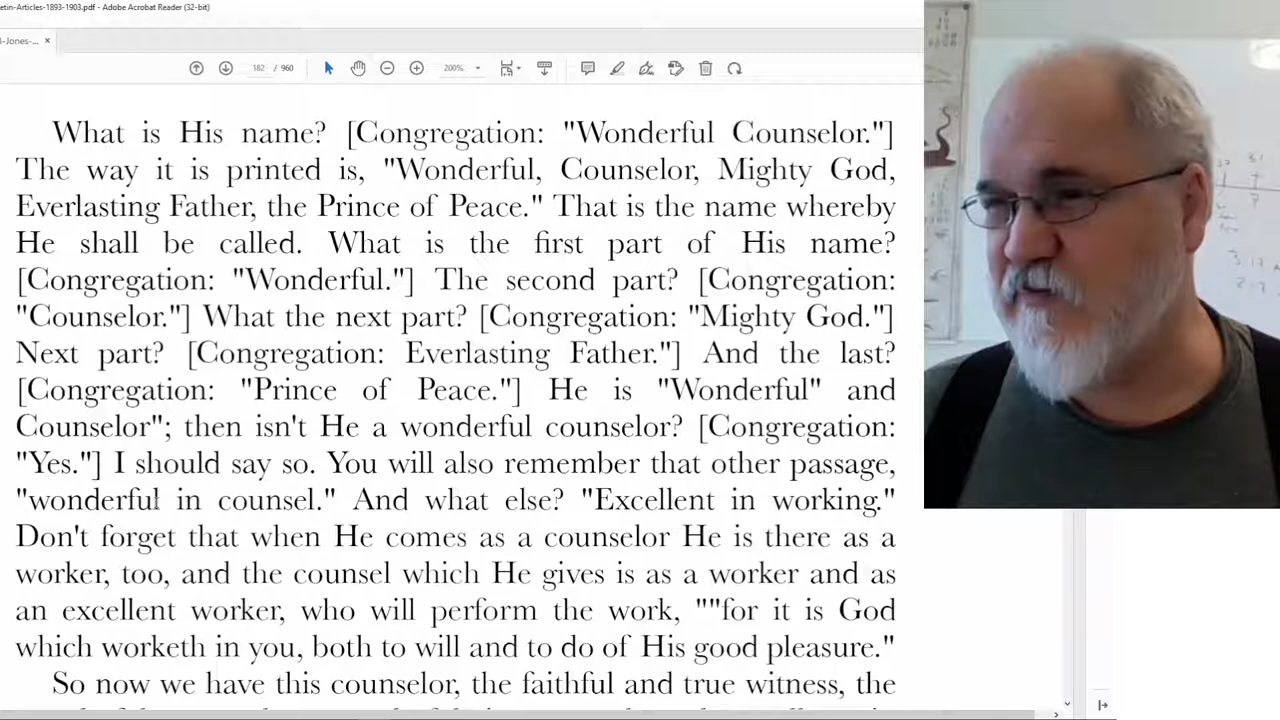 etin-Articles-1893-1903.pdf - Adobe Acrobat Reader (32-bit)
-Jones-... ×
182 / 960 200%
What is His name? [Congregation: "Wonderful Counselor."]
The way it is printed is, "Wonderful, Counselor, Mighty God,
Everlasting Father, the Prince of Peace." That is the name whereby
He shall be called. What is the first part of His name?
[Congregation: "Wonderful."] The second part? [Congregation:
"Counselor."] What the next part? [Congregation: "Mighty God."]
Next part? [Congregation: Everlasting Father."] And the last?
[Congregation: "Prince of Peace."] He is "Wonderful" and
Counselor"; then isn't He a wonderful counselor? [Congregation:
"Yes."] I should say so. You will also remember that other passage,
"wonderful in counsel." And what else? "Excellent in working."
Don't forget that when He comes as a counselor He is there as a
worker, too, and the counsel which He gives is as a worker and as
an excellent worker, who will perform the work, ""for it is God
which worketh in you, both to will and to do of His good pleasure."
So now we have this counselor, the faithful and true witness, the